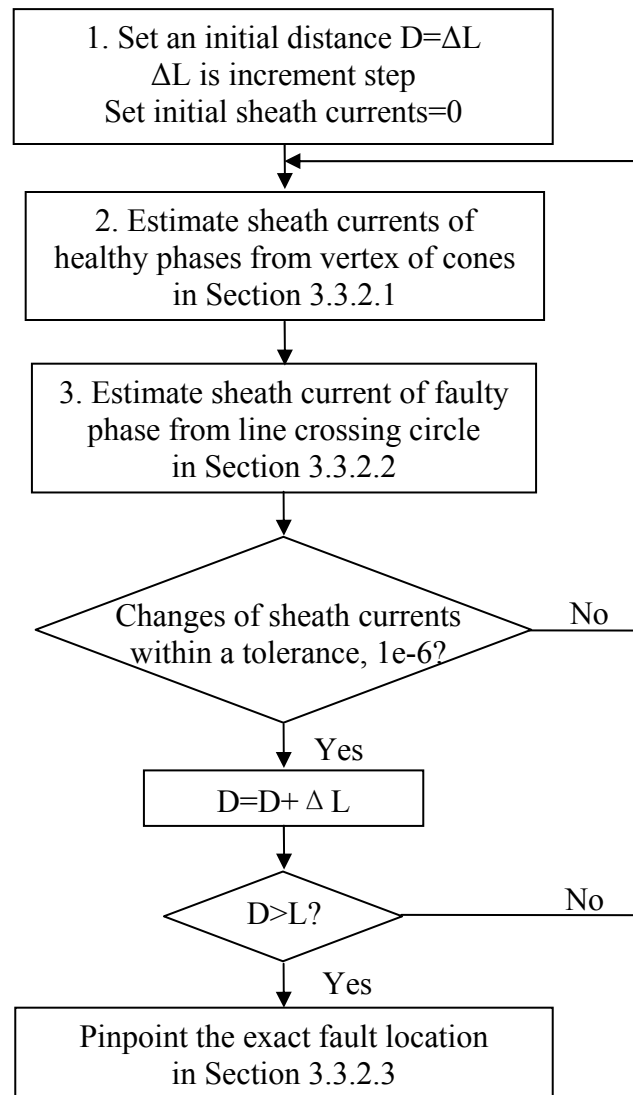 1. Set an initial distance D=ΔL
ΔL is increment step
Set initial sheath currents=0
2. Estimate sheath currents of
healthy phases from vertex of cones
in Section 3.3.2.1
3. Estimate sheath current of faulty
phase from line crossing circle
in Section 3.3.2.2
Changes of sheath currents
within a tolerance, 1e-6?
No
Yes
D=D+ Δ L
D>L?
No
Yes
Pinpoint the exact fault location
in Section 3.3.2.3